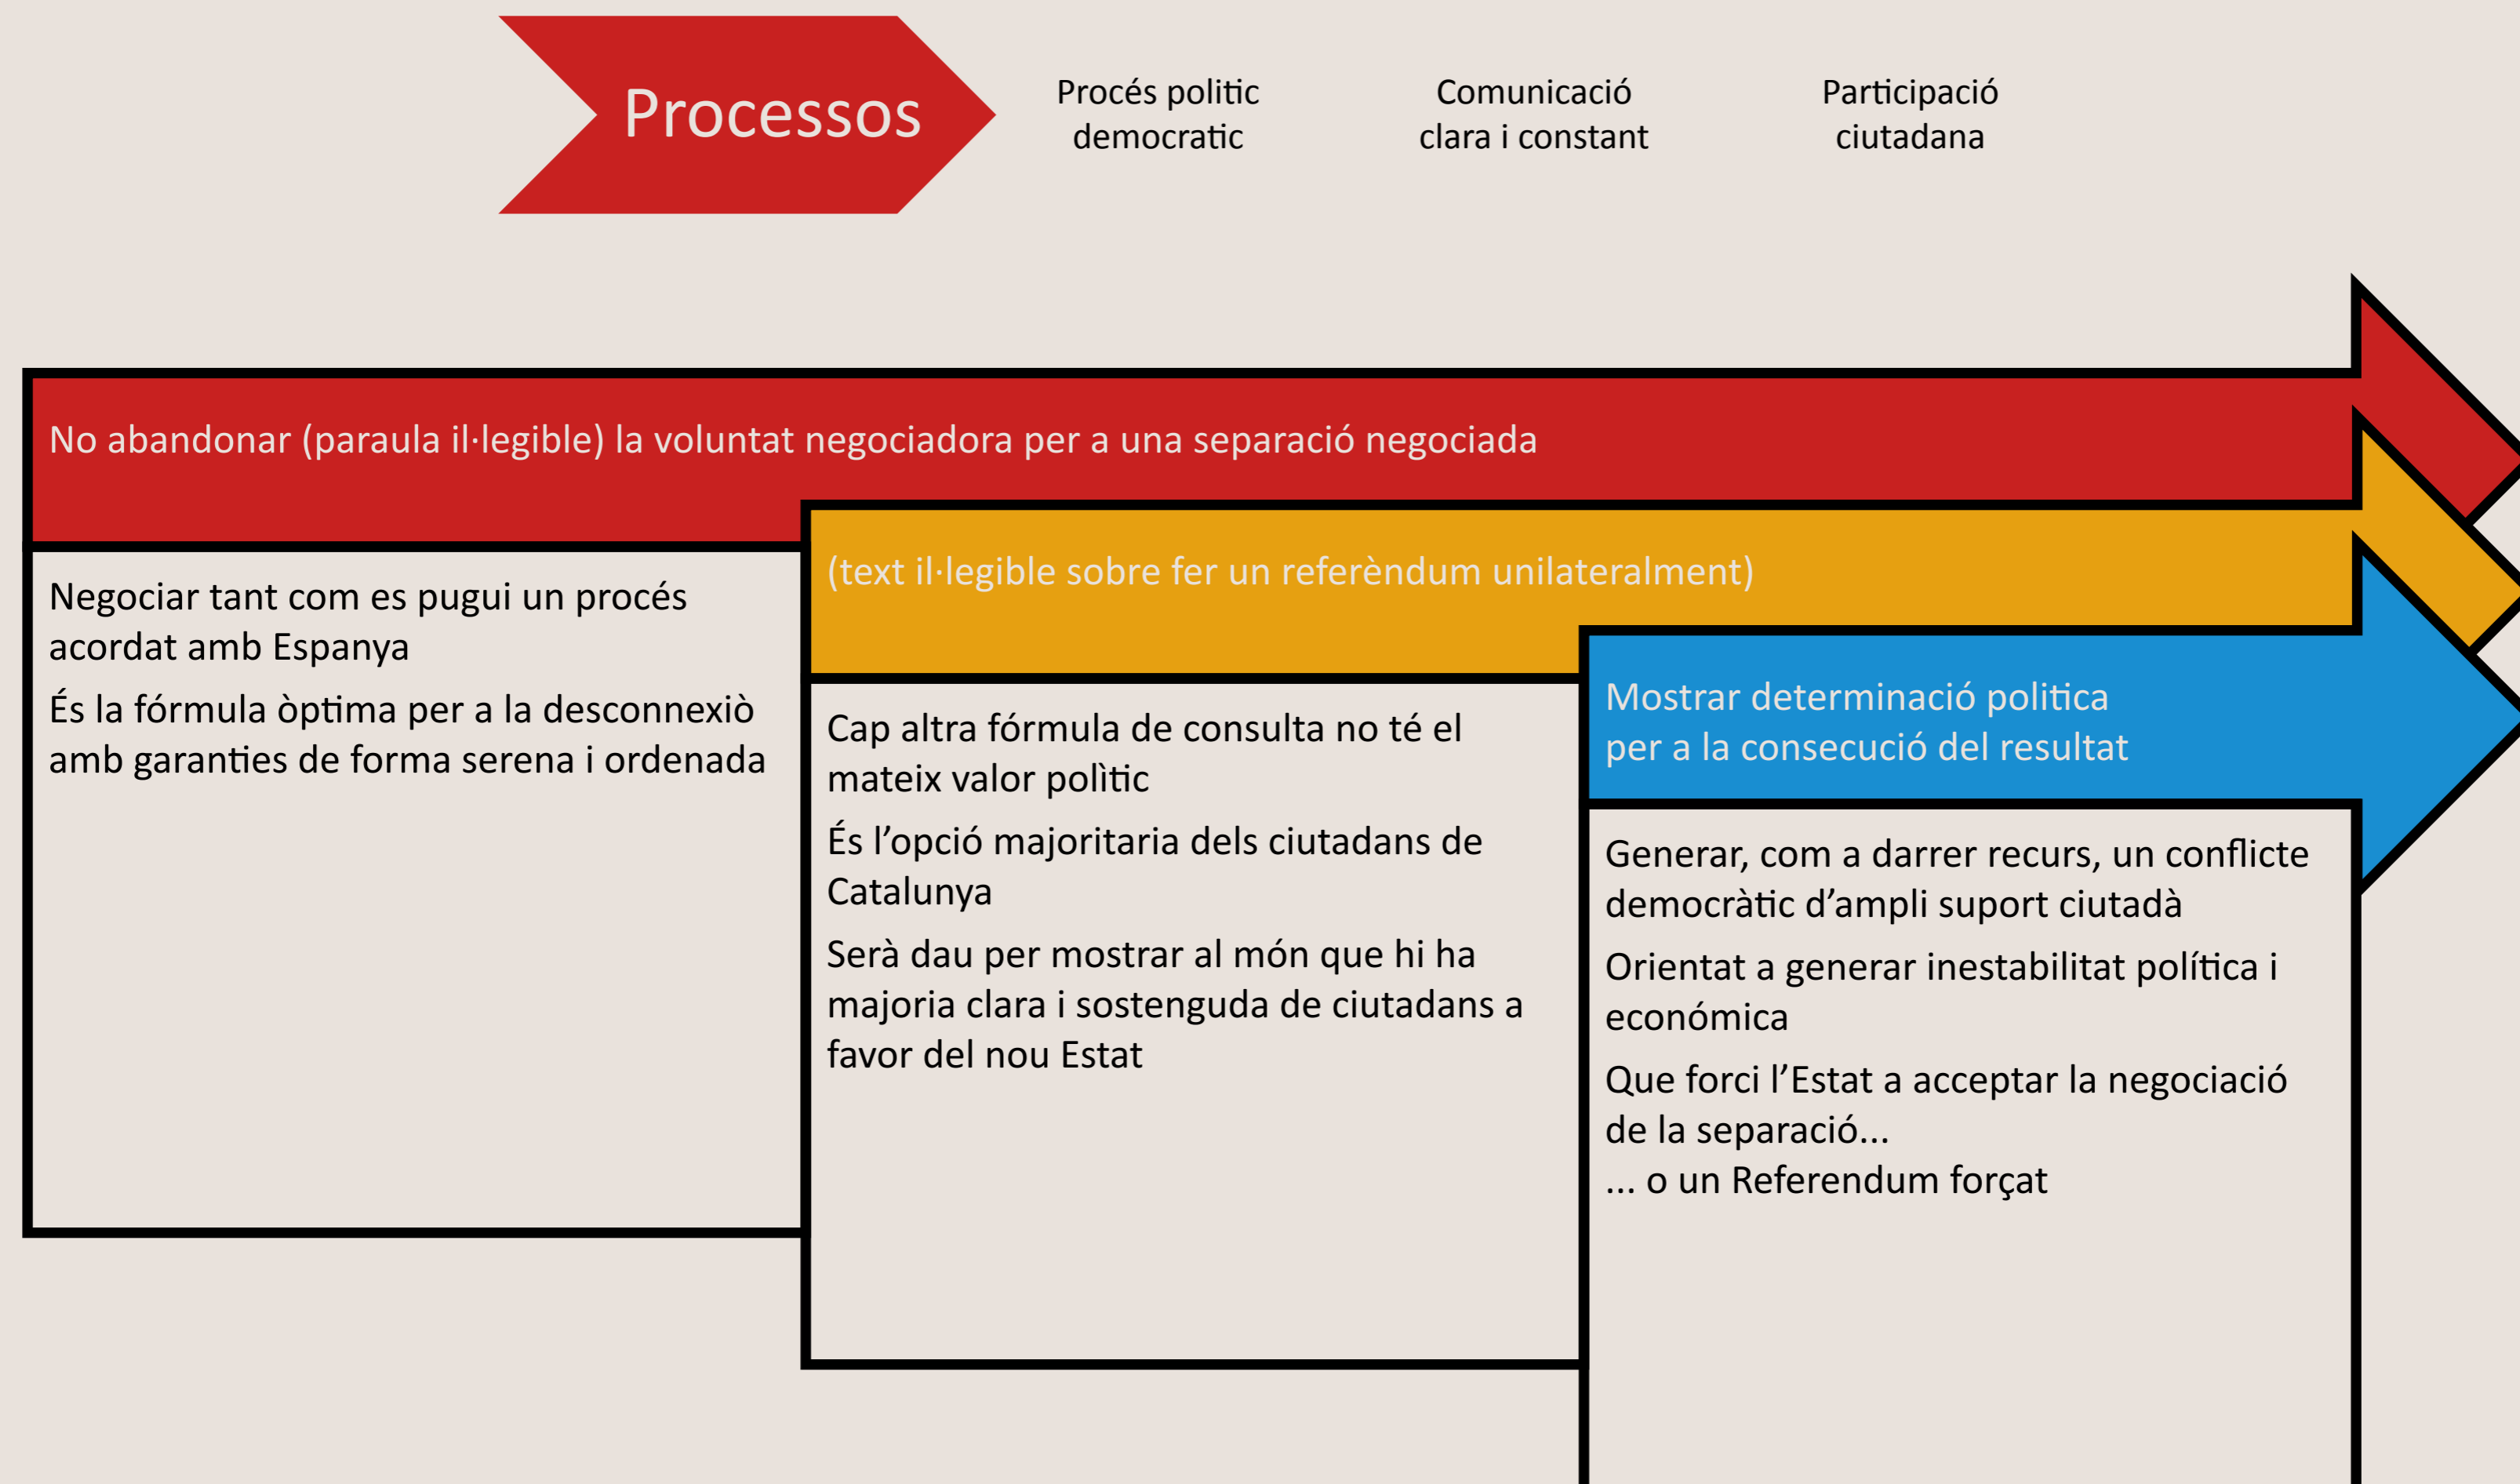 Processos
Procés politic
democratic
Comunicació
clara i constant
Participació
ciutadana
No abandonar (paraula il·legible) la voluntat negociadora per a una separació negociada
Negociar tant com es pugui un procés
acordat amb Espanya
És la fórmula òptima per a la desconnexiò
amb garanties de forma serena i ordenada
(text il·legible sobre fer un referèndum unilateralment)
Cap altra fórmula de consulta no té el
mateix valor polìtic
És l’opció majoritaria dels ciutadans de
Catalunya
Serà dau per mostrar al món que hi ha
majoria clara i sostenguda de ciutadans a
favor del nou Estat
Mostrar determinació politica
per a la consecució del resultat
Generar, com a darrer recurs, un conflicte
democràtic d’ampli suport ciutadà
Orientat a generar inestabilitat política i
económica
Que forci l’Estat a acceptar la negociació
de la separació...
... o un Referendum forçat